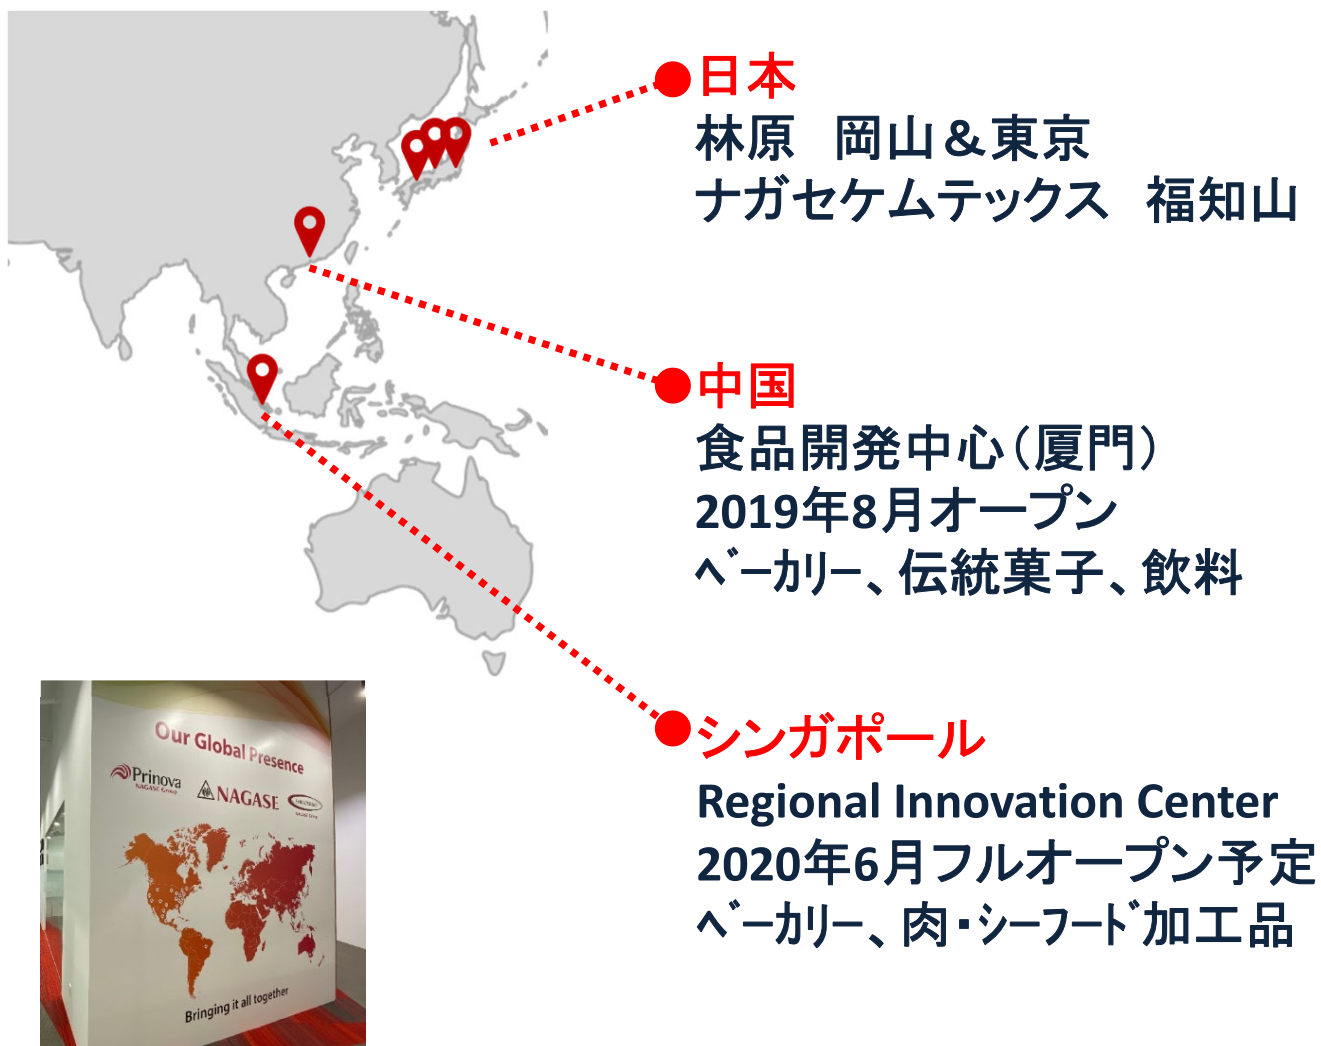 日本
林原　岡山＆東京
ナガセケムテックス　福知山
中国
食品開発中心（厦門）
2019年8月オープン
ﾍﾞｰｶﾘｰ、伝統菓子、飲料
シンガポール
Regional Innovation Center
2020年6月フルオープン予定
ﾍﾞｰｶﾘｰ、肉・ｼｰﾌｰﾄﾞ加工品
Our Global Presence
Prinova
NAGASE Group
NAGASE
Bringing it all together